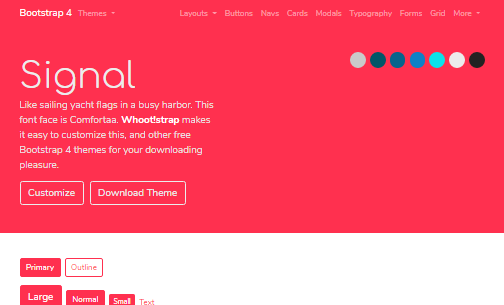 Bootstrap 4 Themes Layouts Buttons Navs Cards Modals Typography Forms Grid More
Signal
Like sailing yacht flags in a busy harbor. This
font face is Comfortaa. Whoot!strap makes
it easy to customize this, and other free
Bootstrap 4 themes for your downloading
pleasure.
Customize Download Theme
Primary Outline
Large Normal Small Text